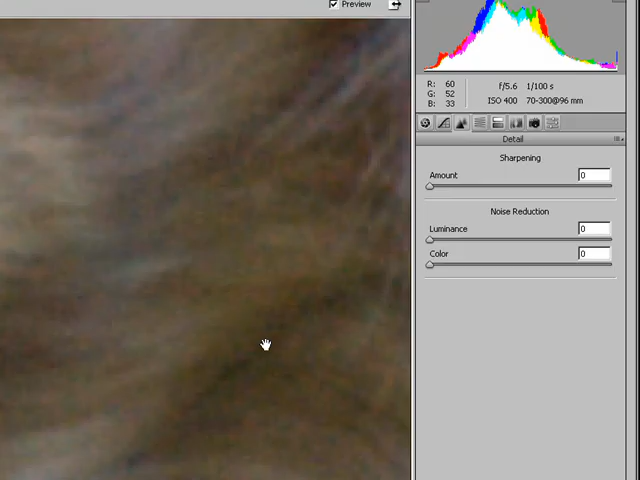 Preview
R: 60
G: 52
B: 33
f/5.6 1/100 s
ISO 400 70-300@96 mm
Detail
Sharpening
Amount 0
Noise Reduction
Luminance 0
Color 0